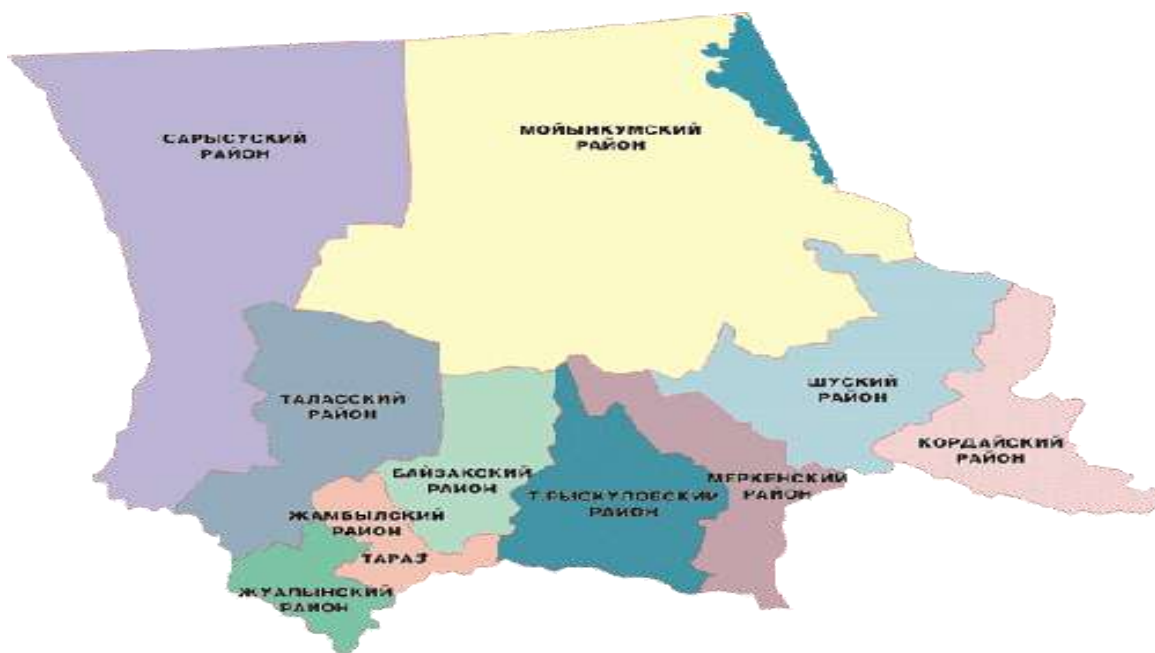 САРЫСУСКИЙ
РАЙОН
МОЙЫНКУМСКИЙ
РАЙОН
ТАЛАССКИЙ
РАЙОН
ШУСКИЙ
РАЙОН
КОРДАЙСКИЙ
РАЙОН
БАЙЗАКСКИЙ
РАЙОН
МЕРКЕНСКИЙ
РАЙОН
Т.РЫСКУЛОВСКИЙ
РАЙОН
ЖАМБЫЛСКИЙ
РАЙОН
ТАРАЗ
ЖУАЛЫНСКИЙ
РАЙОН